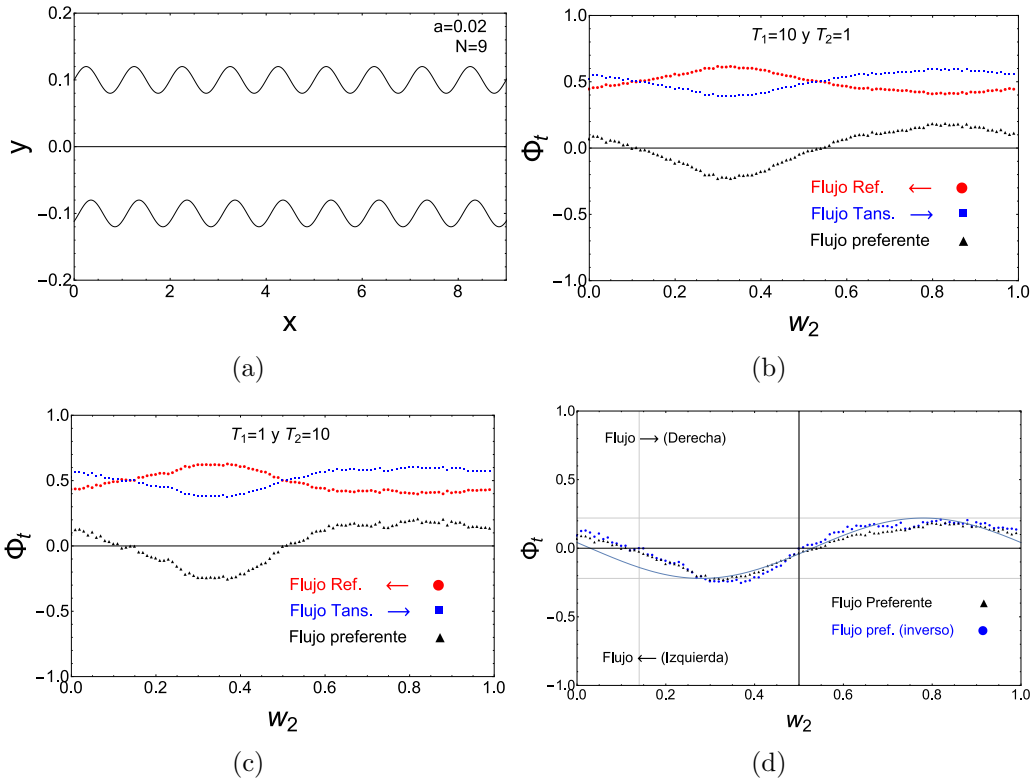 a=0.02
N=9
0.2
0.1
0.0
−0.1
−0.2
y
0 2 4 6 8
x
(a)
T1=10 y T2=1
1.0
0.5
0.0
−0.5
−1.0
Φt
Flujo Ref. ← ●
Flujo Tans. → ■
Flujo preferente ▲
0.0 0.2 0.4 0.6 0.8 1.0
w2
(b)
T1=1 y T2=10
1.0
0.5
0.0
−0.5
−1.0
Φt
Flujo Ref. ← ●
Flujo Tans. → ■
Flujo preferente ▲
0.0 0.2 0.4 0.6 0.8 1.0
w2
(c)
1.0
0.5
0.0
−0.5
−1.0
Φt
Flujo → (Derecha)
Flujo Preferente ▲
Flujo pref. (inverso) ●
Flujo ← (Izquierda)
0.0 0.2 0.4 0.6 0.8 1.0
w2
(d)